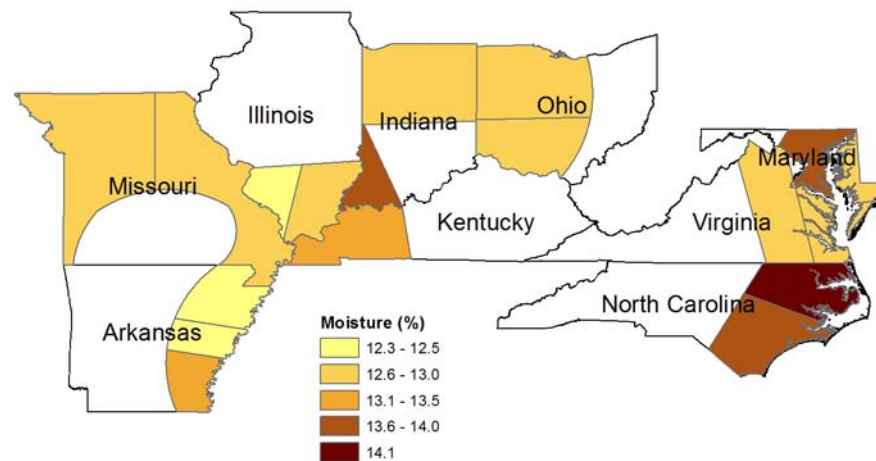 Illinois
Indiana
Ohio
Missouri
Maryland
Kentucky
Virginia
Arkansas
North Carolina
Moisture (%)
12.3 - 12.5
12.6 - 13.0
13.1 - 13.5
13.6 - 14.0
14.1